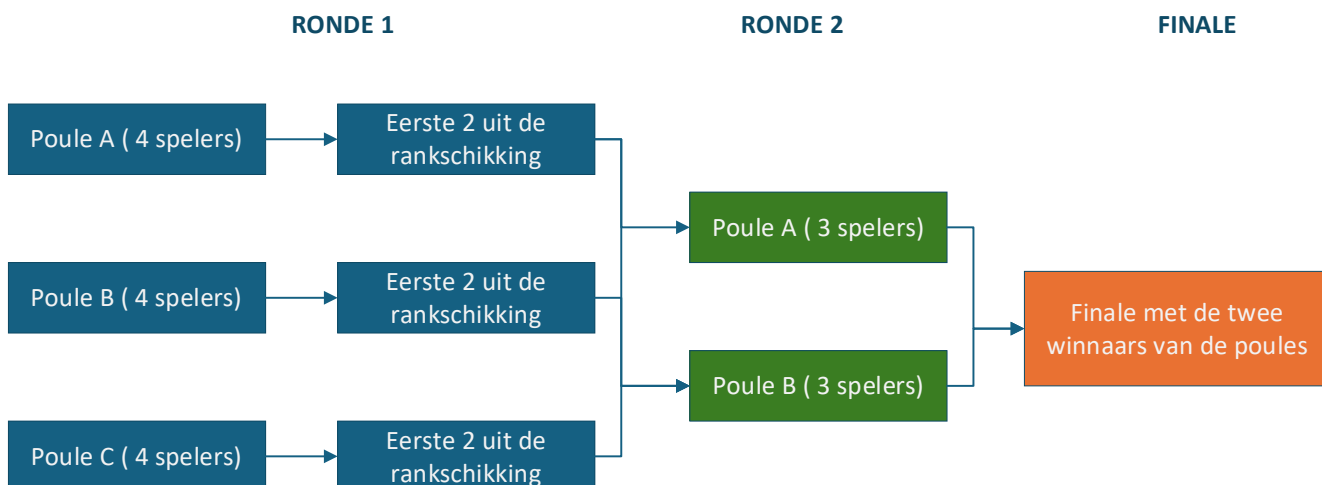 RONDE 1
RONDE 2
FINALE
Poule A ( 4 spelers)
Eerste 2 uit de
rankschikking
Poule A ( 3 spelers)
Poule B ( 4 spelers)
Eerste 2 uit de
rankschikking
Finale met de twee
winnaars van de poules
Poule B ( 3 spelers)
Poule C ( 4 spelers)
Eerste 2 uit de
rankschikking